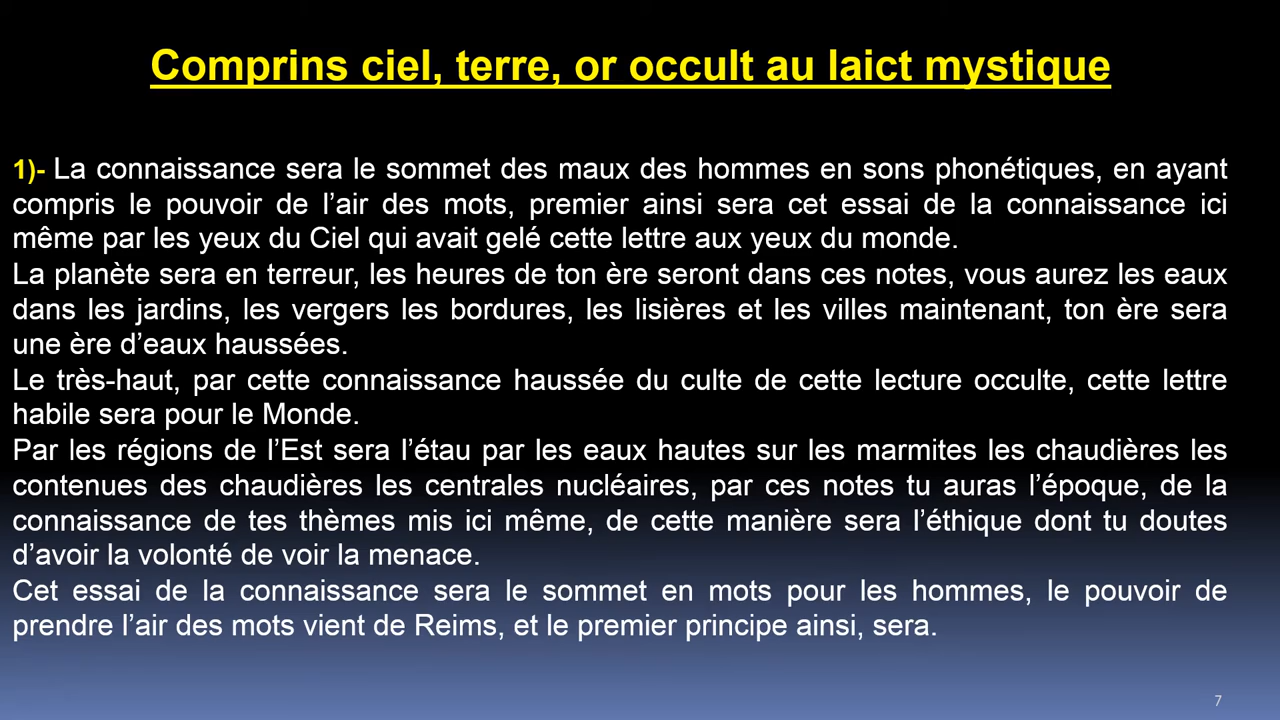 Comprins ciel, terre, or occult au laict mystique
1)- La connaissance sera le sommet des maux des hommes en sons phonétiques, en ayant
compris le pouvoir de l’air des mots, premier ainsi sera cet essai de la connaissance ici
même par les yeux du Ciel qui avait gelé cette lettre aux yeux du monde.
La planète sera en terreur, les heures de ton ère seront dans ces notes, vous aurez les eaux
dans les jardins, les vergers les bordures, les lisières et les villes maintenant, ton ère sera
une ère d’eaux haussées.
Le très-haut, par cette connaissance haussée du culte de cette lecture occulte, cette lettre
habile sera pour le Monde.
Par les régions de l’Est sera l’étau par les eaux hautes sur les marmites les chaudières les
contenues des chaudières les centrales nucléaires, par ces notes tu auras l’époque, de la
connaissance de tes thèmes mis ici même, de cette manière sera l’éthique dont tu doutes
d’avoir la volonté de voir la menace.
Cet essai de la connaissance sera le sommet en mots pour les hommes, le pouvoir de
prendre l’air des mots vient de Reims, et le premier principe ainsi, sera.
7